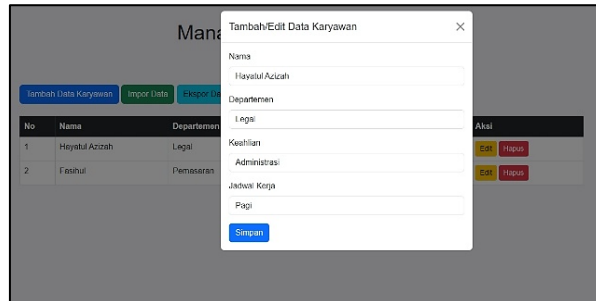 Mana
Tambah/Edit Data Karyawan
Nama
Hayatul Azizah
Departemen
Legal
Keahlian
Administrasi
Jadwal Kerja
Pagi
Simpan
Tambah Data Karyawan Impor Data Ekspor Da
No Nama Departemen Aksi
1 Hayatul Azizah Legal Edit Hapus
2 Fasihul Pemasaran Edit Hapus